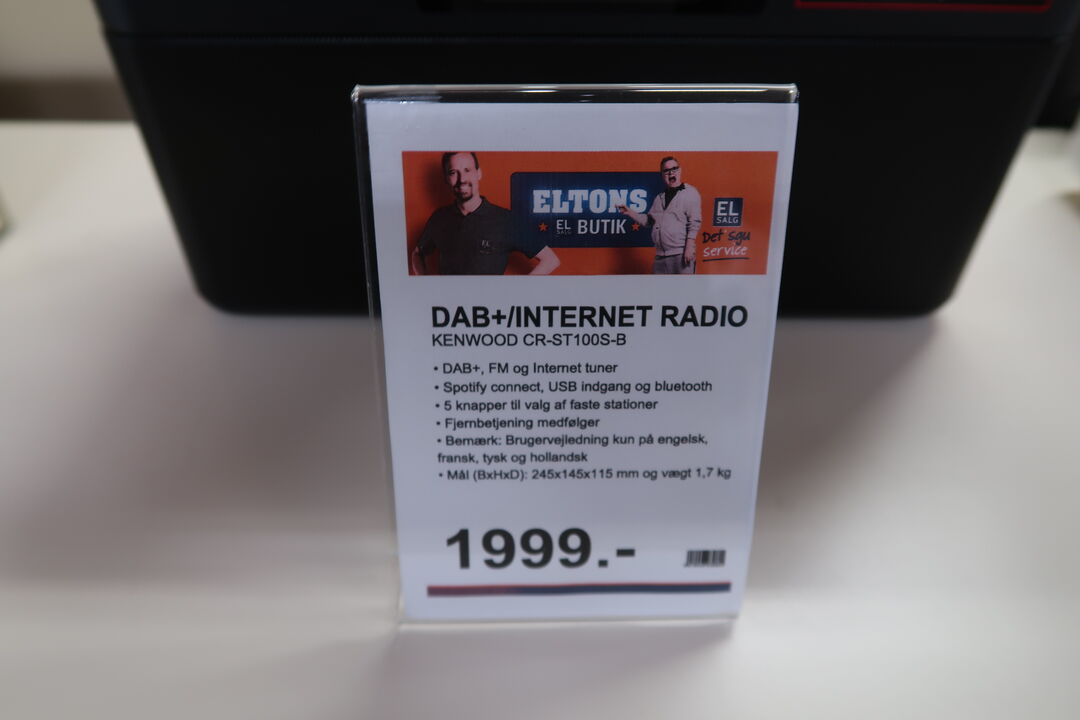 ELTONS
EL SALG BUTIK
EL
SALG
Det sgu
service
DAB+/INTERNET RADIO
KENWOOD CR-ST100S-B
• DAB+, FM og Internet tuner
• Spotify connect, USB indgang og bluetooth
• 5 knapper til valg af faste stationer
• Fjernbetjening medfølger
• Bemærk: Brugervejledning kun på engelsk,
fransk, tysk og hollandsk
• Mål (BxHxD): 245x145x115 mm og vægt 1,7 kg
1999.-